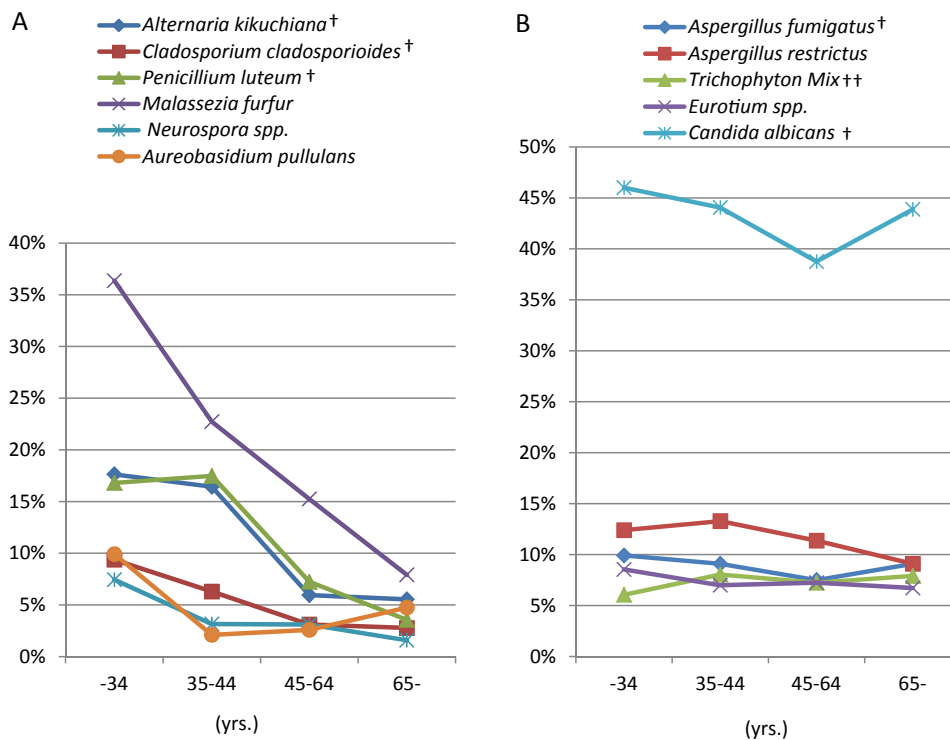 A
Alternaria kikuchiana †
Cladosporium cladosporioides †
Penicillium luteum †
Malassezia furfur
Neurospora spp.
Aureobasidium pullulans
40%
35%
30%
25%
20%
15%
10%
5%
0%
-34 35-44 45-64 65-
(yrs.)
B
Aspergillus fumigatus †
Aspergillus restrictus
Trichophyton Mix ††
Eurotium spp.
Candida albicans †
50%
45%
40%
35%
30%
25%
20%
15%
10%
5%
0%
-34 35-44 45-64 65-
(yrs.)